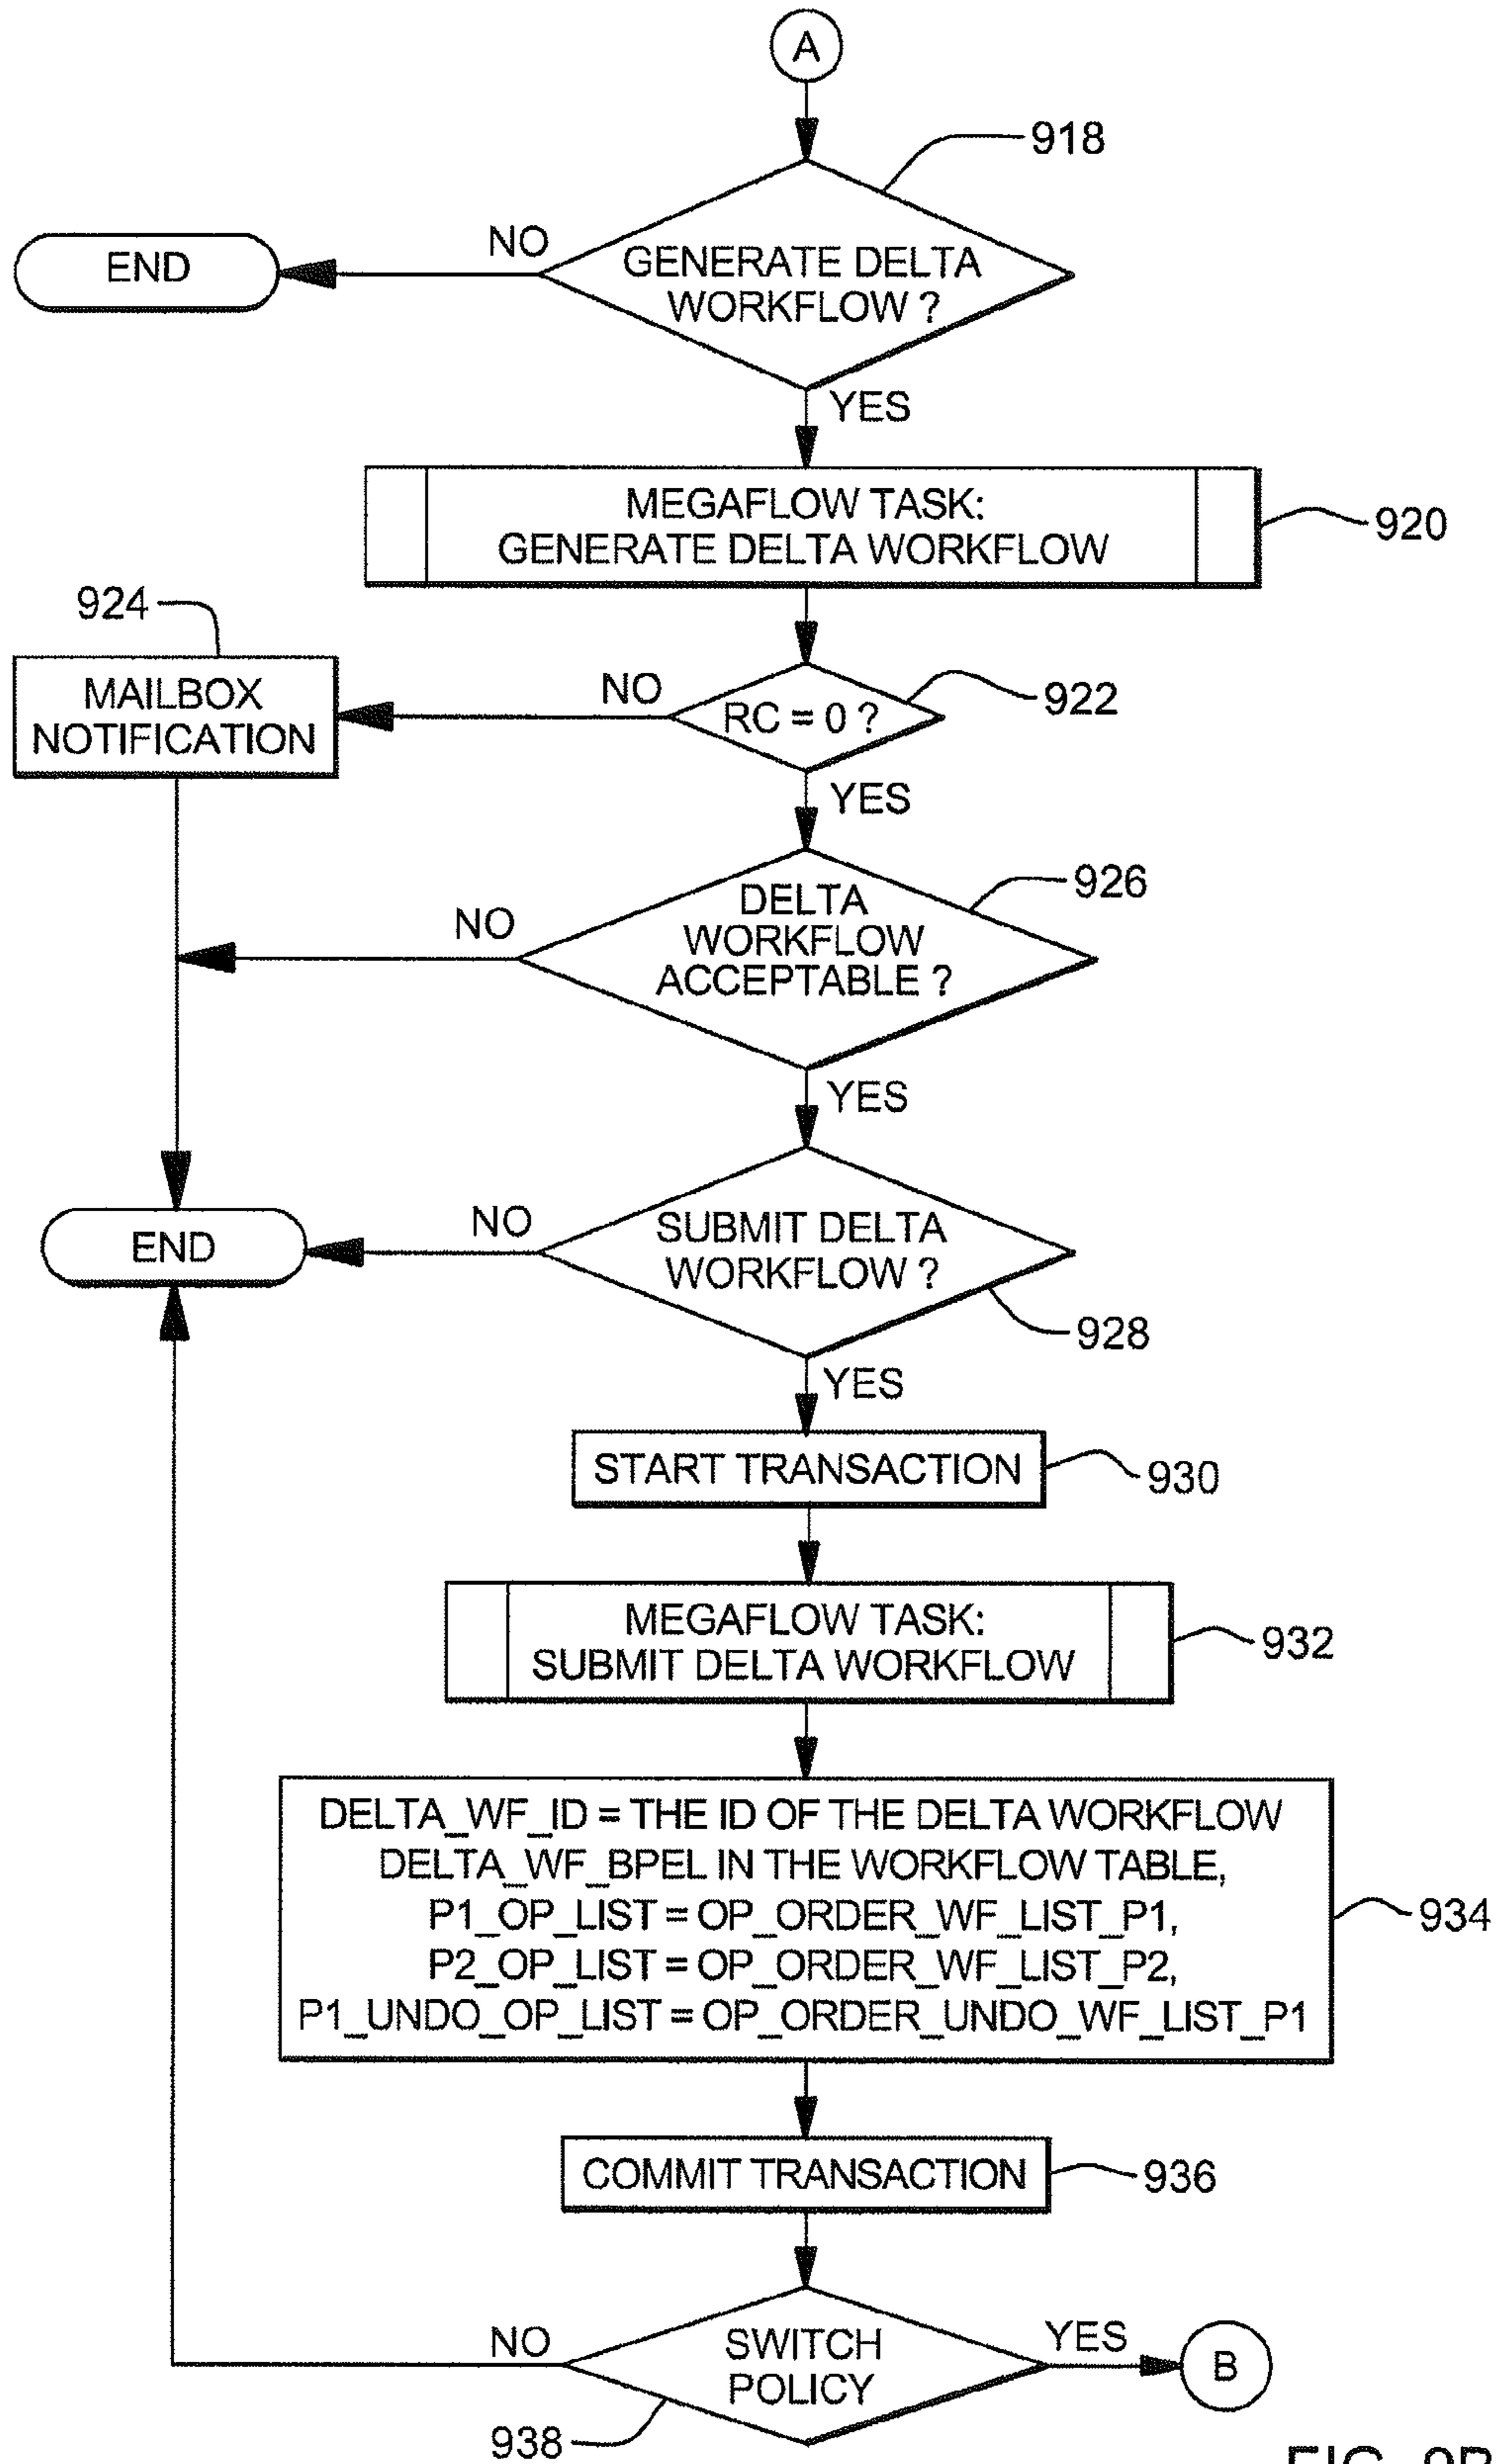 A
918
NO
END
GENERATE DELTA
WORKFLOW ?
YES
MEGAFLOW TASK:
GENERATE DELTA WORKFLOW
920
924
MAILBOX
NOTIFICATION
NO
RC = 0 ?
922
YES
926
DELTA
WORKFLOW
ACCEPTABLE ?
NO
YES
END
NO
SUBMIT DELTA
WORKFLOW ?
928
YES
START TRANSACTION
930
MEGAFLOW TASK:
SUBMIT DELTA WORKFLOW
932
DELTA_WF_ID = THE ID OF THE DELTA WORKFLOW
DELTA_WF_BPEL IN THE WORKFLOW TABLE,
P1_OP_LIST = OP_ORDER_WF_LIST_P1,
P2_OP_LIST = OP_ORDER_WF_LIST_P2,
P1_UNDO_OP_LIST = OP_ORDER_UNDO_WF_LIST_P1
934
COMMIT TRANSACTION
936
NO
SWITCH
POLICY
YES
B
938